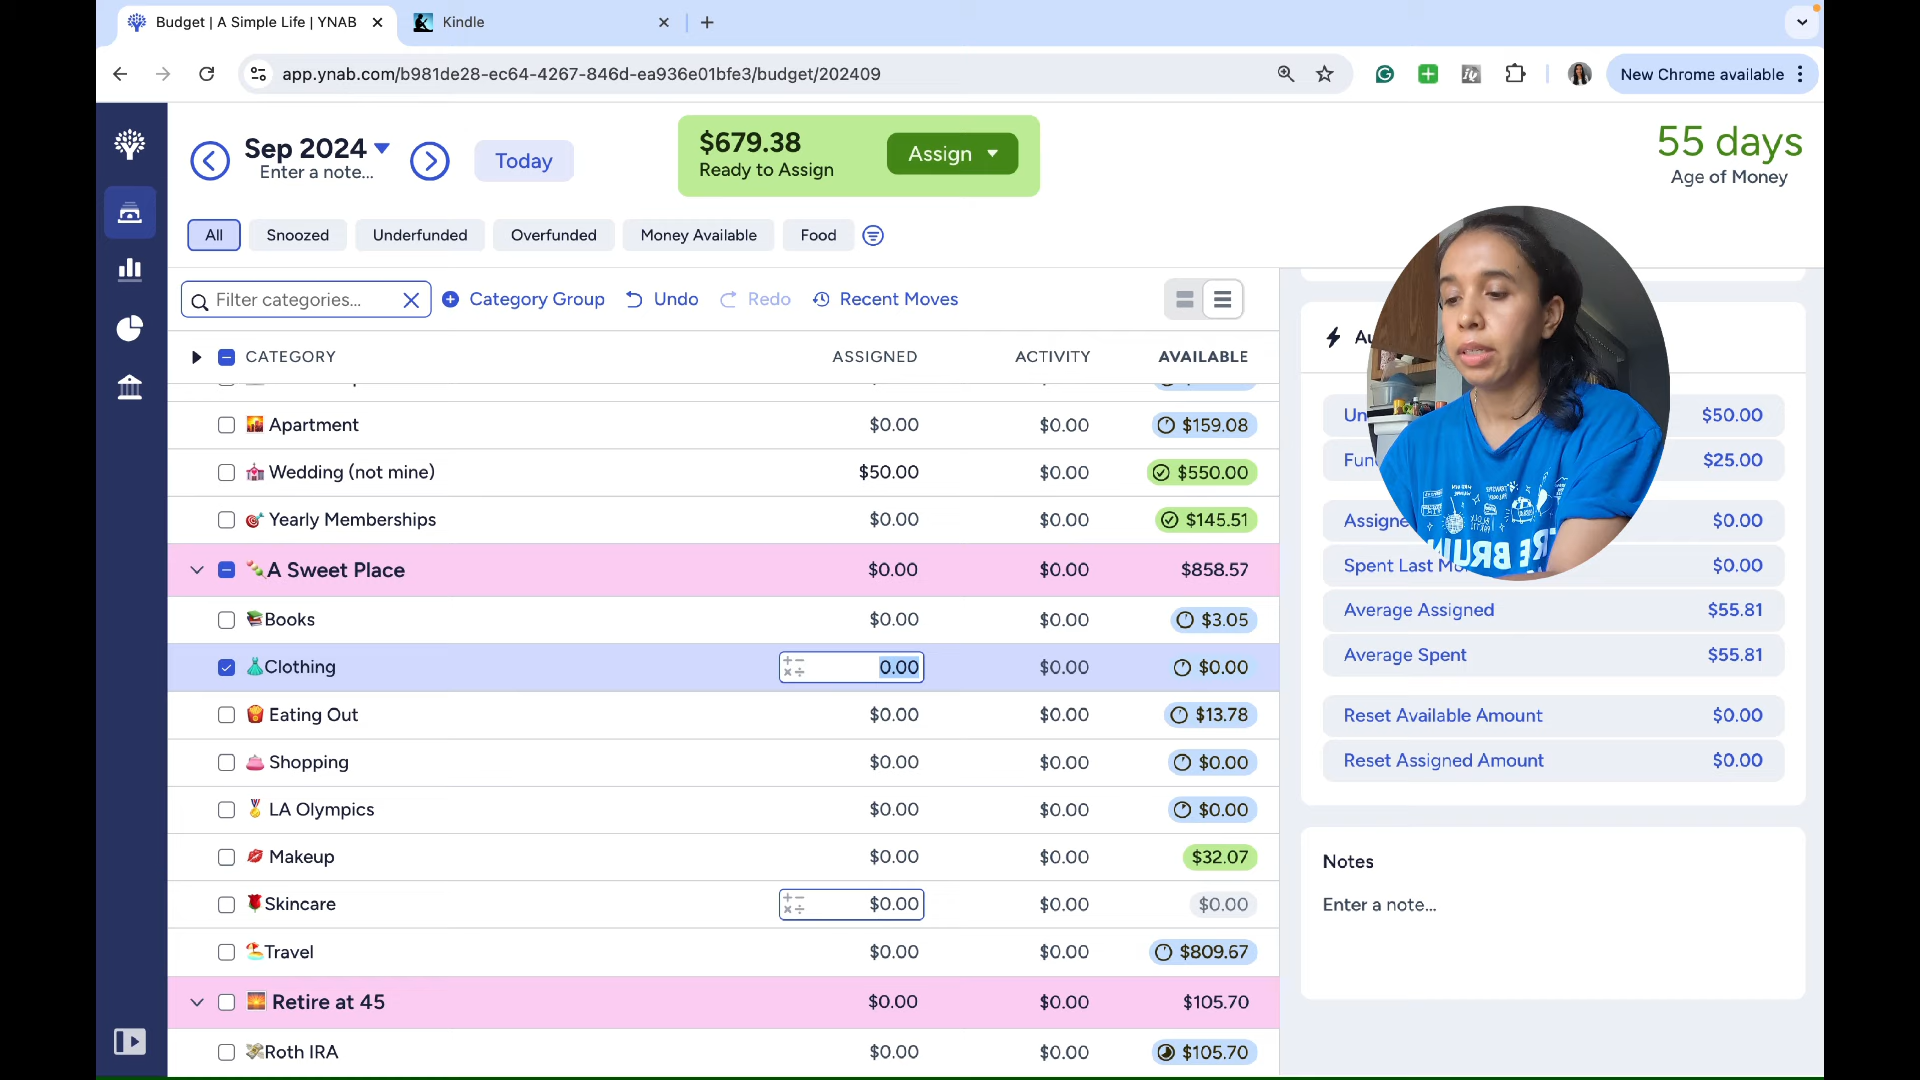 Budget | A Simple Life | YNAB
Kindle
app.ynab.com/b981de28-ec64-4267-846d-ea936e01bfe3/budget/202409
New Chrome available
Sep 2024
Enter a note...
Today
$679.38
Ready to Assign
Assign
55 days
Age of Money
All
Snoozed
Underfunded
Overfunded
Money Available
Food
Filter categories...
Category Group
Undo
Redo
Recent Moves
CATEGORY ASSIGNED ACTIVITY AVAILABLE
Apartment $0.00 $0.00 $159.08
Wedding (not mine) $50.00 $0.00 $550.00
Yearly Memberships $0.00 $0.00 $145.51
A Sweet Place $0.00 $0.00 $858.57
Books $0.00 $0.00 $3.05
Clothing 0.00 $0.00 $0.00
Eating Out $0.00 $0.00 $13.78
Shopping $0.00 $0.00 $0.00
LA Olympics $0.00 $0.00 $0.00
Makeup $0.00 $0.00 $32.07
Skincare $0.00 $0.00 $0.00
Travel $0.00 $0.00 $809.67
Retire at 45 $0.00 $0.00 $105.70
Roth IRA $0.00 $0.00 $105.70
$50.00
$25.00
$0.00
Spent Last $0.00
Average Assigned $55.81
Average Spent $55.81
Reset Available Amount $0.00
Reset Assigned Amount $0.00
Notes
Enter a note...